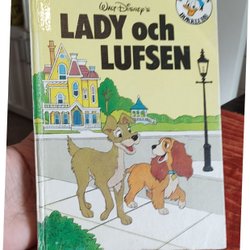 WALT DISNEY'S
LADY och
LUFSEN